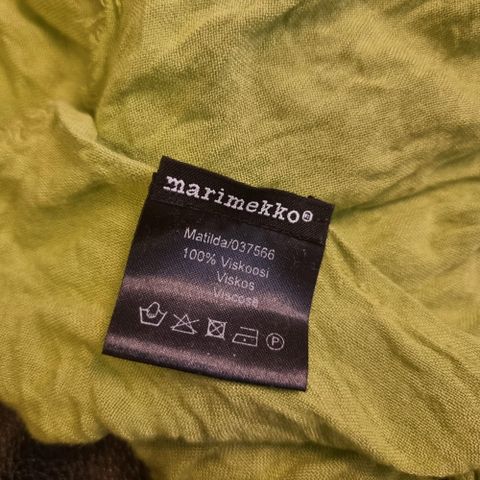 marimekko®
Matilda/037566
100% Viskoosi
Viskos
Viscose
P